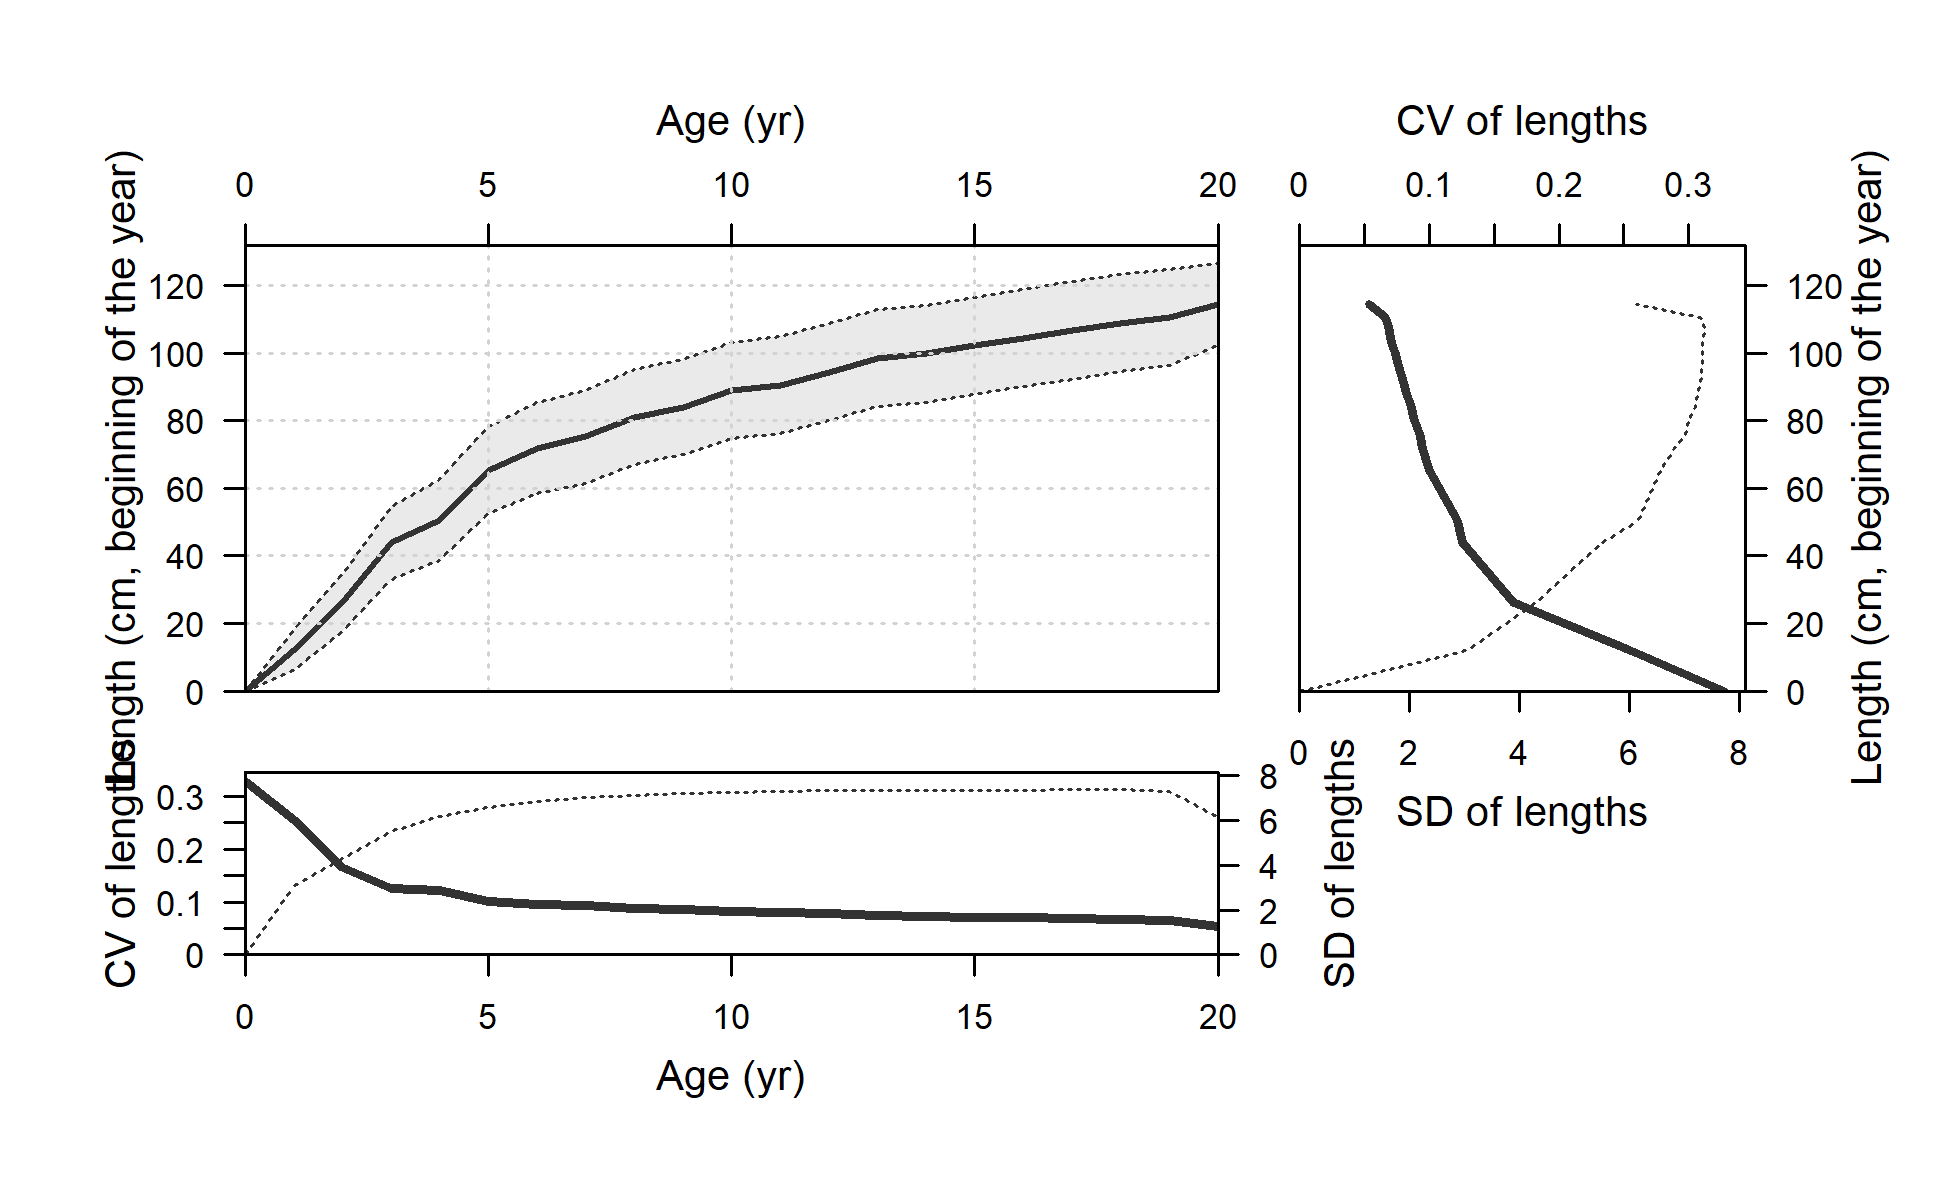 Age (yr)
CV of lengths
0 5 10 15 20
0 0.1 0.2 0.3
Length (cm, beginning of the year)
120
100
80
60
40
20
0
120
100
80
60
40
20
0
Length (cm, beginning of the year)
0 2 4 6 8
SD of lengths
CV of lengths
0.3
0.2
0.1
0
8
6
4
2
0
SD of lengths
0 5 10 15 20
Age (yr)